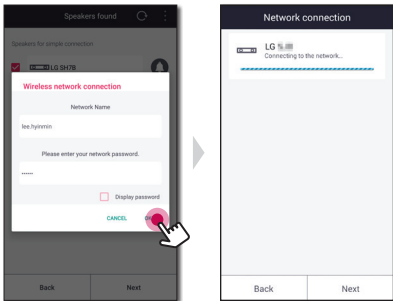 Speakers found
Speakers for simple connection
LG SH7B
Wireless network connection
Network Name
lee.hyinmin
Please enter your network password.
······
Display password
CANCEL
Back
Next
Network connection
LG
Connecting to the network...
Back
Next